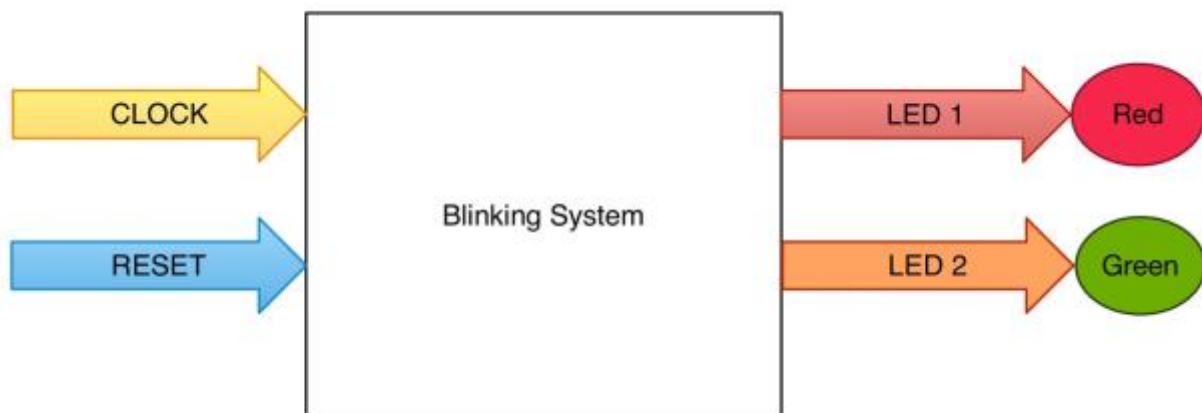 CLOCK
LED 1
Red
Blinking System
RESET
LED 2
Green